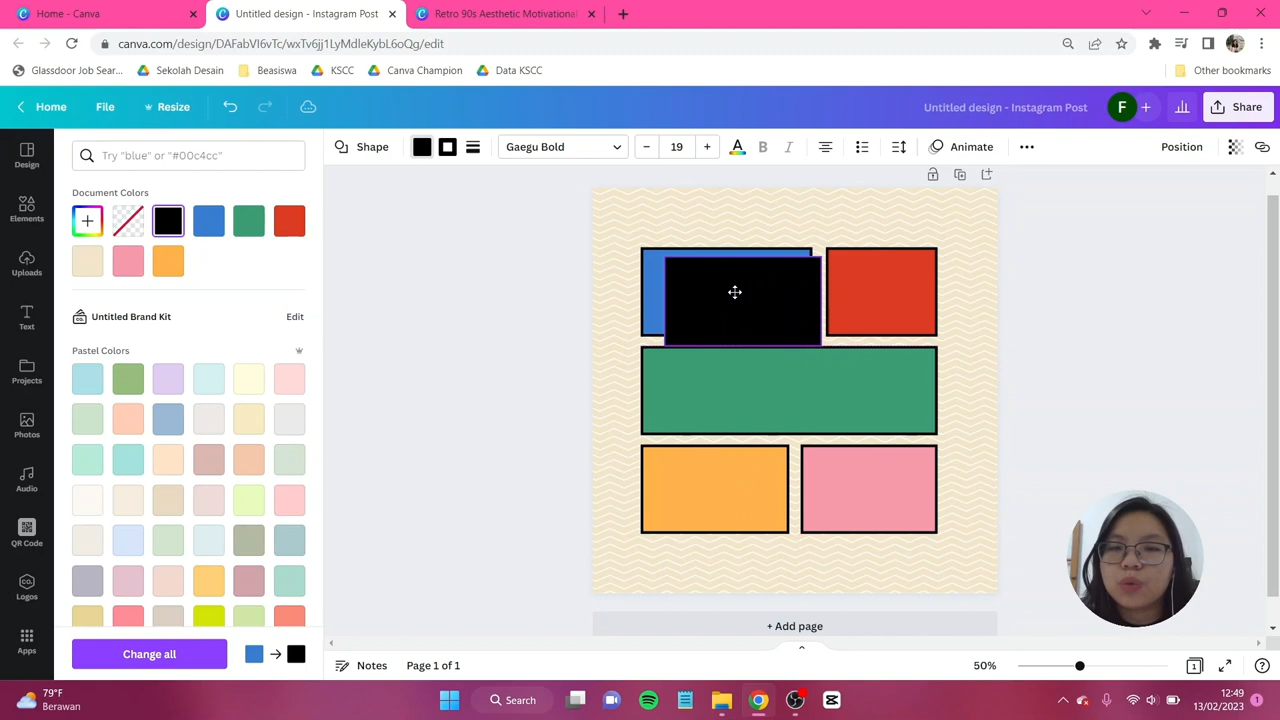 Home - Canva
Untitled design - Instagram Post
Retro 90s Aesthetic Motivational
canva.com/design/DAFabVI6vTc/wxTv6jj1LyMdleKybL6oQg/edit
Glassdoor Job Sear...
Sekolah Desain
Beasiswa
KSCC
Canva Champion
Data KSCC
Other bookmarks
Home
File
Resize
Untitled design - Instagram Post
F
Share
Try "blue" or "#00c4cc"
Shape
Gaegu Bold
19
A
B
I
Animate
Position
Design
Elements
Uploads
Text
Projects
Photos
Audio
QR Code
Logos
Apps
Document Colors
Untitled Brand Kit
Edit
Pastel Colors
Change all
+ Add page
Notes
Page 1 of 1
50%
1
79°F
Berawan
Search
12:49
13/02/2023
1